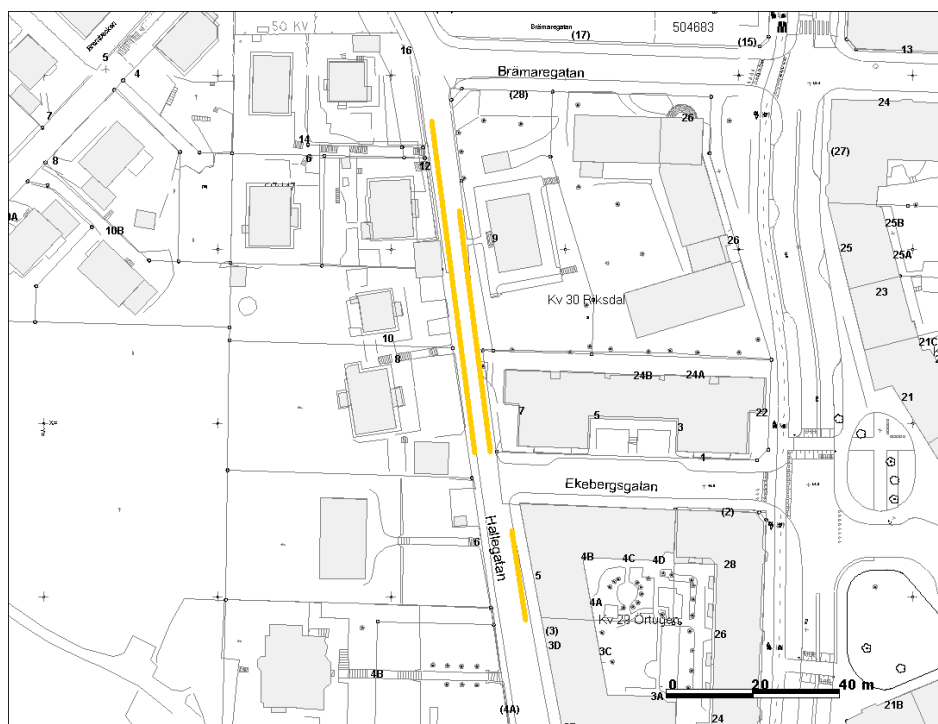 50 KV
Brämaregatan
(17)
504683
(15)
13
16
5
4
Brämaregatan
(28)
24
7
26
14
6
(27)
12
8
10B
9
26
25B
25
25A
Kv 30 Riksdal
23
10
8
21C
24B
24A
21
7
5
22
3
1
Ekebergsgatan
(2)
Hallegatan
6
4B
4C
4D
28
5
4A
(3)
Kv 29 Örtugen
3D
26
3C
4B
0 20 40 m
3A
(4A)
24
21B